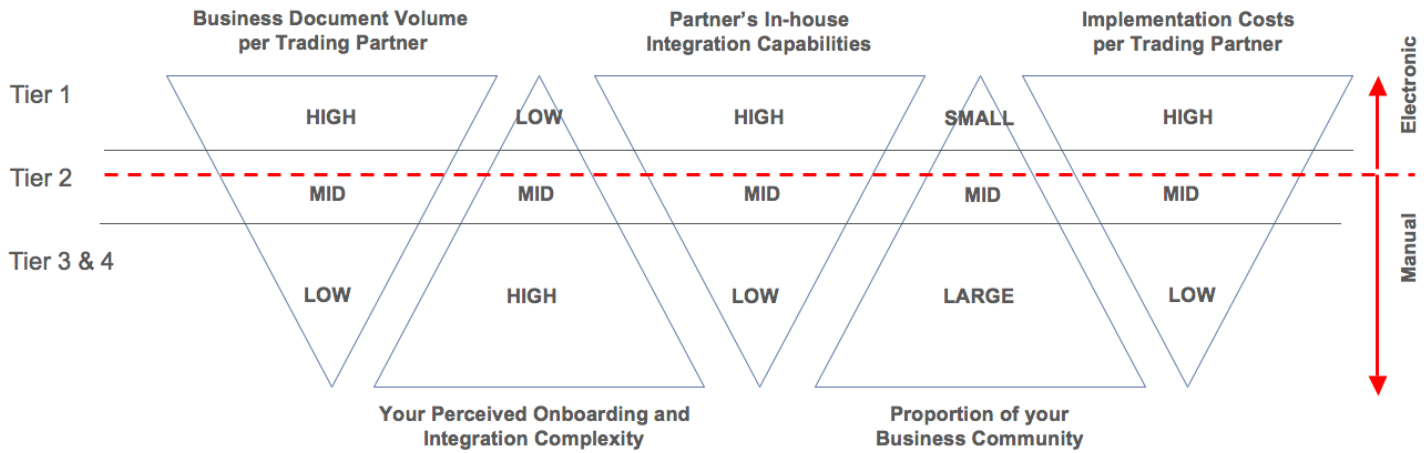 Business Document Volume
per Trading Partner
Partner's In-house
Integration Capabilities
Implementation Costs
per Trading Partner
Tier 1
HIGH
LOW
HIGH
SMALL
HIGH
Electronic
Tier 2
MID
MID
MID
MID
MID
Tier 3 & 4
LOW
HIGH
LOW
LARGE
LOW
Manual
Your Perceived Onboarding and
Integration Complexity
Proportion of your
Business Community